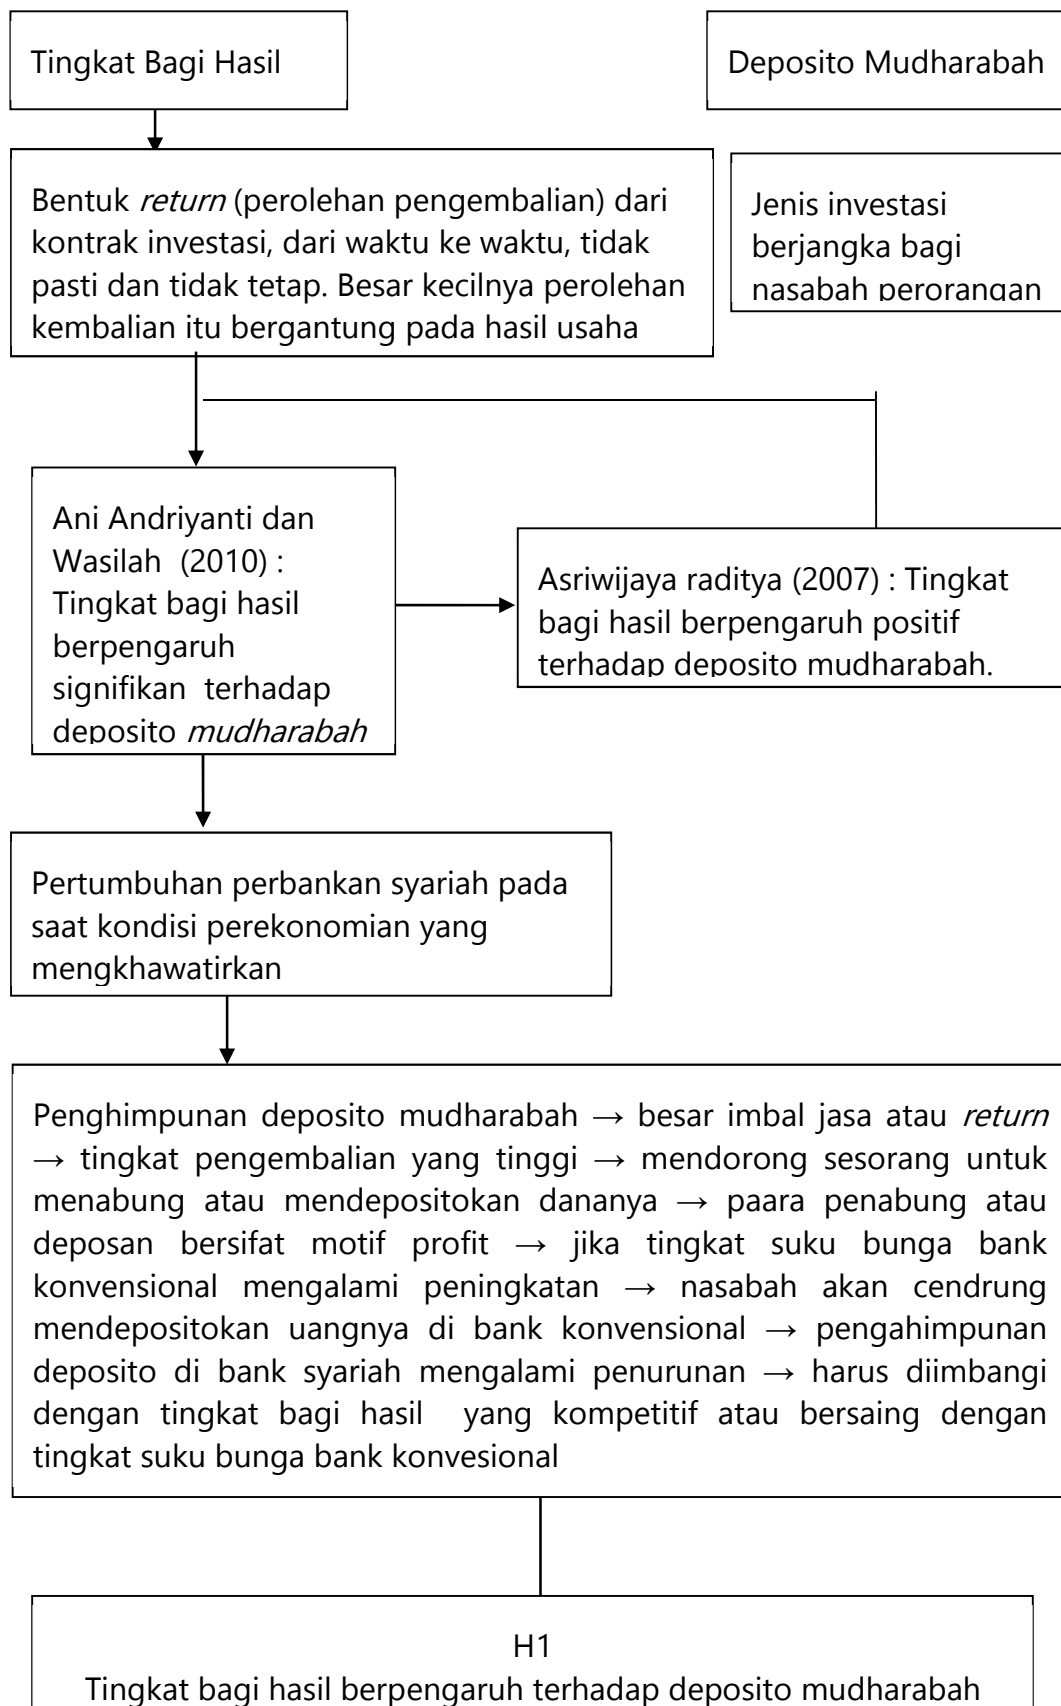 Tingkat Bagi Hasil
Deposito Mudharabah
Bentuk return (perolehan pengembalian) dari
kontrak investasi, dari waktu ke waktu, tidak
pasti dan tidak tetap. Besar kecilnya perolehan
kembalian itu bergantung pada hasil usaha
Jenis investasi
berjangka bagi
nasabah perorangan
Ani Andriyanti dan
Wasilah (2010) :
Tingkat bagi hasil
berpengaruh
signifikan terhadap
deposito mudharabah
Asriwijaya raditya (2007) : Tingkat
bagi hasil berpengaruh positif
terhadap deposito mudharabah.
Pertumbuhan perbankan syariah pada
saat kondisi perekonomian yang
mengkhawatirkan
Penghimpunan deposito mudharabah → besar imbal jasa atau return
→ tingkat pengembalian yang tinggi → mendorong sesorang untuk
menabung atau mendepositokan dananya → paara penabung atau
deposan bersifat motif profit → jika tingkat suku bunga bank
konvensional mengalami peningkatan → nasabah akan cendrung
mendepositokan uangnya di bank konvensional → pengahimpunan
deposito di bank syariah mengalami penurunan → harus diimbangi
dengan tingkat bagi hasil yang kompetitif atau bersaing dengan
tingkat suku bunga bank konvesional
H1
Tingkat bagi hasil berpengaruh terhadap deposito mudharabah